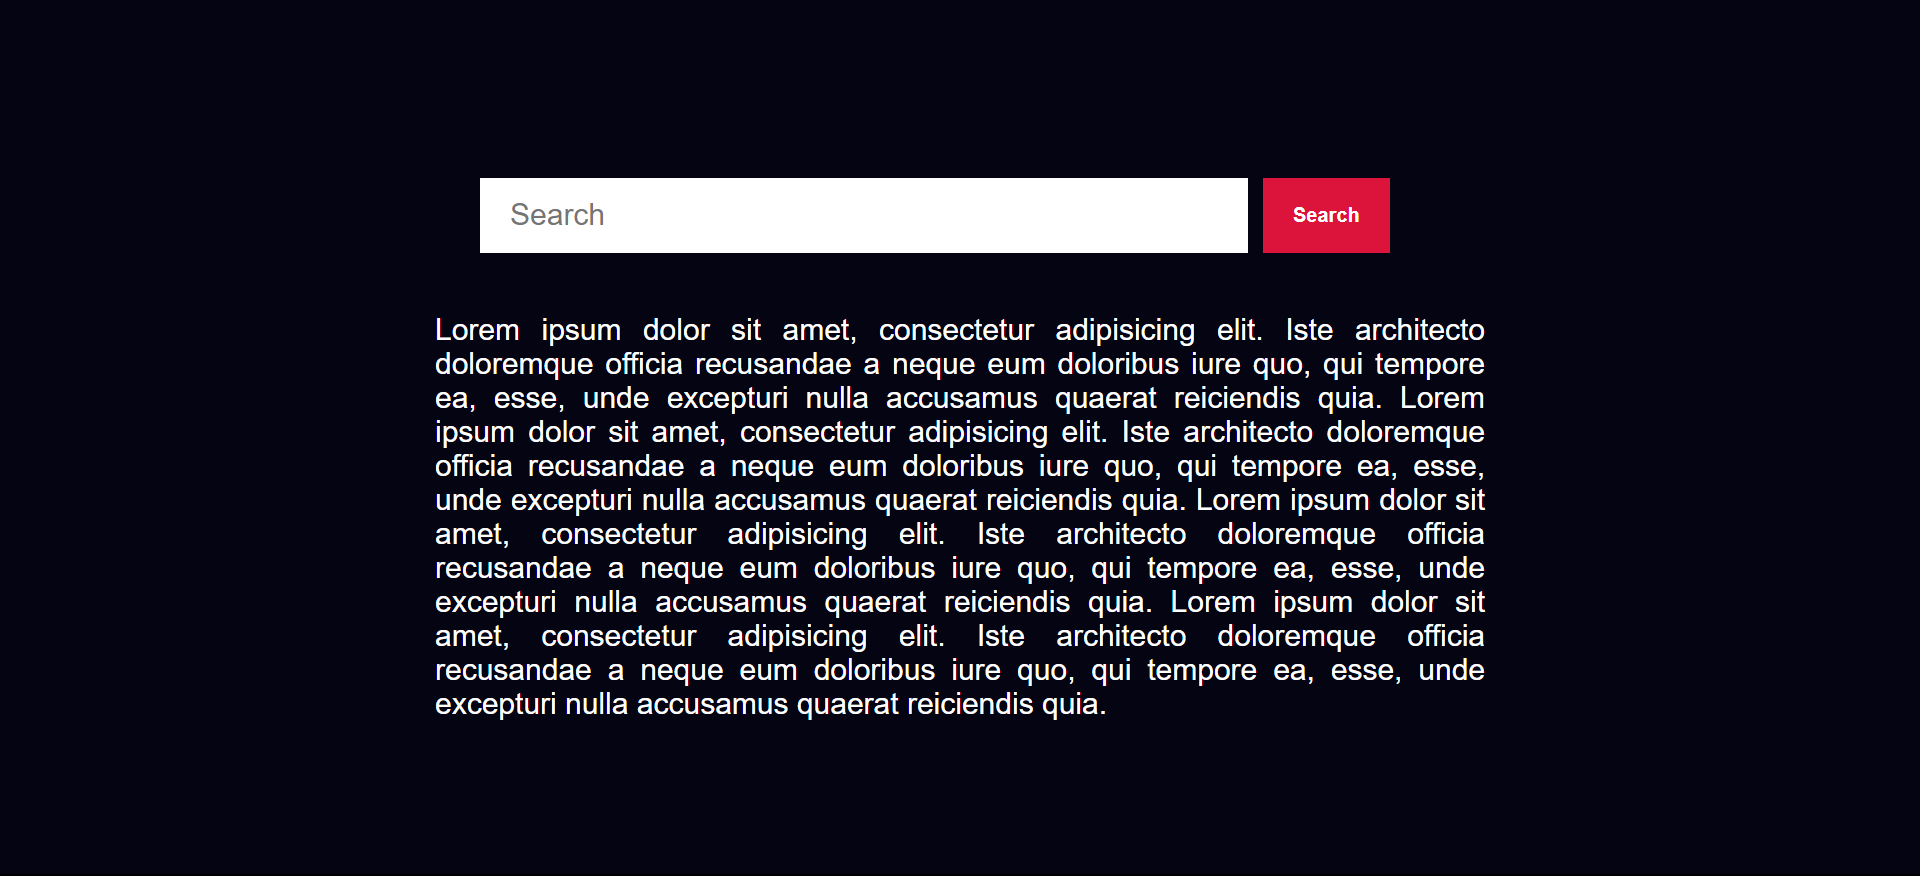 Search
Search
Lorem ipsum dolor sit amet, consectetur adipisicing elit. Iste architecto
doloremque officia recusandae a neque eum doloribus iure quo, qui tempore
ea, esse, unde excepturi nulla accusamus quaerat reiciendis quia. Lorem
ipsum dolor sit amet, consectetur adipisicing elit. Iste architecto doloremque
officia recusandae a neque eum doloribus iure quo, qui tempore ea, esse,
unde excepturi nulla accusamus quaerat reiciendis quia. Lorem ipsum dolor sit
amet, consectetur adipisicing elit. Iste architecto doloremque officia
recusandae a neque eum doloribus iure quo, qui tempore ea, esse, unde
excepturi nulla accusamus quaerat reiciendis quia. Lorem ipsum dolor sit
amet, consectetur adipisicing elit. Iste architecto doloremque officia
recusandae a neque eum doloribus iure quo, qui tempore ea, esse, unde
excepturi nulla accusamus quaerat reiciendis quia.